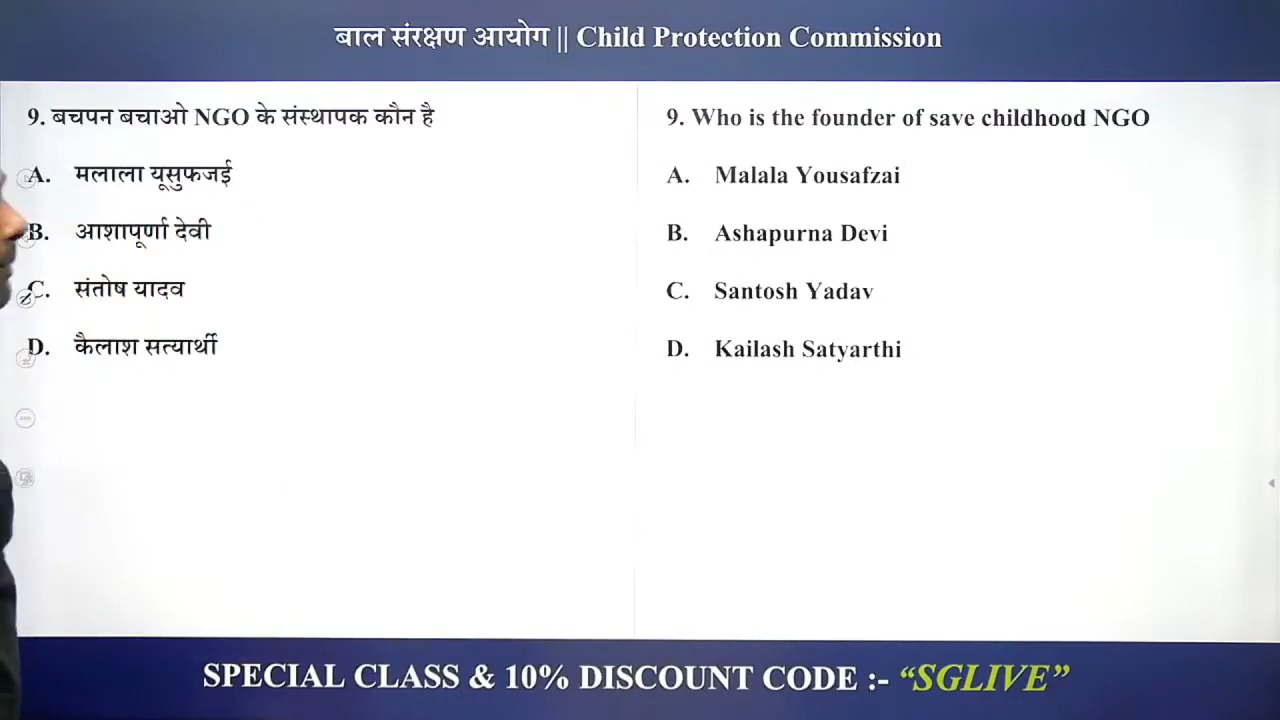 बाल संरक्षण आयोग || Child Protection Commission
9. बचपन बचाओ NGO के संस्थापक कौन है
A. मलाला यूसुफजई
B. आशापूर्णा देवी
C. संतोष यादव
D. कैलाश सत्यार्थी
9. Who is the founder of save childhood NGO
A. Malala Yousafzai
B. Ashapurna Devi
C. Santosh Yadav
D. Kailash Satyarthi
SPECIAL CLASS & 10% DISCOUNT CODE :- “SGLIVE”